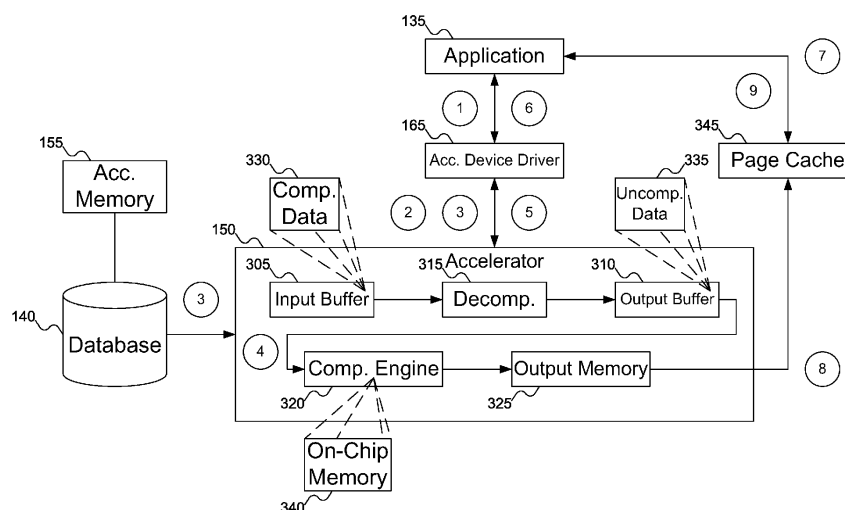 135
Application
7
1
6
9
165
345
155
Acc. Device Driver
Page Cache
330
335
Acc.
Memory
Comp.
Data
2
3
5
Uncomp.
Data
150
Accelerator
305
315
310
3
Input Buffer
Decomp.
Output Buffer
140
Database
4
Comp. Engine
Output Memory
8
320
325
On-Chip
Memory
340